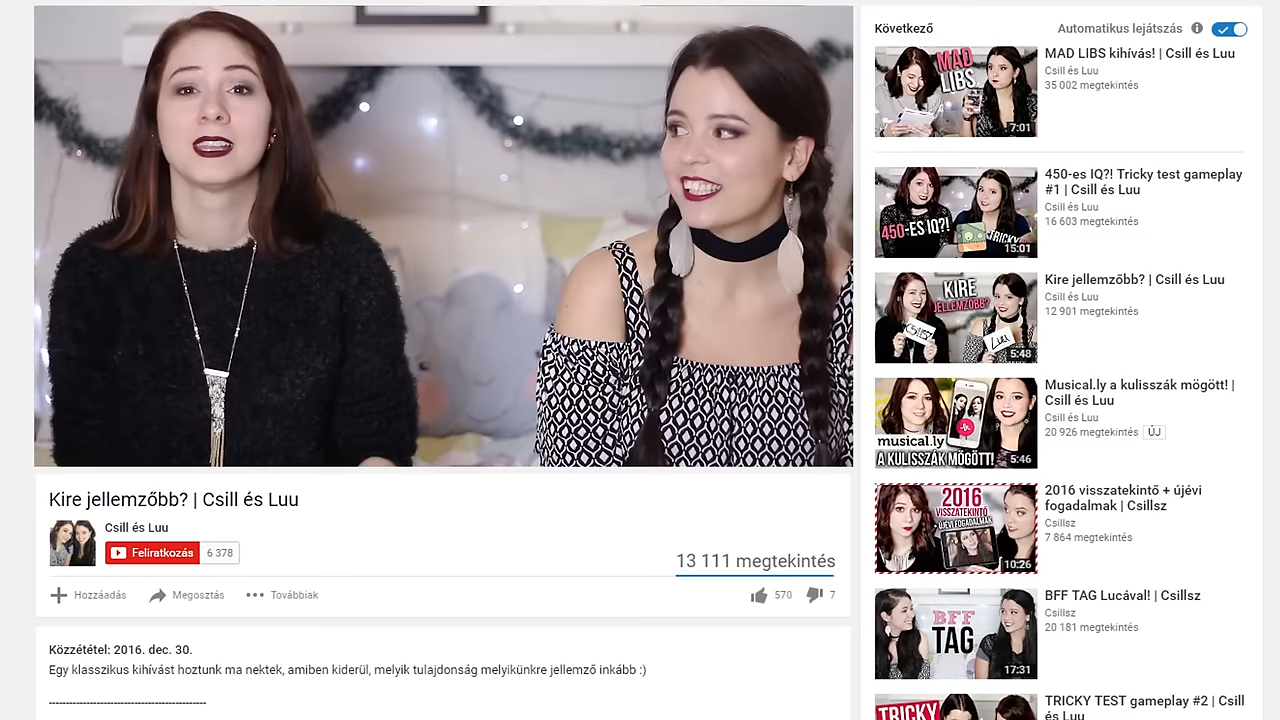 Kire jellemzőbb? | Csill és Luu
Csill és Luu
Feliratkozás 6 378
13 111 megtekintés
Hozzáadás Megosztás Továbbiak 570 7
Közzététel: 2016. dec. 30.
Egy klasszikus kihívást hoztunk ma nektek, amiben kiderül, melyik tulajdonság melyikünkre jellemző inkább :)
----------------------------------------------
Következő Automatikus lejátszás
MAD
LIBS
7:01
MAD LIBS kihívás! | Csill és Luu
Csill és Luu
35 002 megtekintés
450-ES IQ?!
TRICKY
15:01
450-es IQ?! Tricky test gameplay
#1 | Csill és Luu
Csill és Luu
16 603 megtekintés
KIRE
JELLEMZŐBB?
CSILLSZ
LUU
5:48
Kire jellemzőbb? | Csill és Luu
Csill és Luu
12 901 megtekintés
musical.ly
A KULISSZÁK MÖGÖTT!
5:46
Musical.ly a kulisszák mögött! |
Csill és Luu
Csill és Luu
20 926 megtekintés ÚJ
2016
VISSZATEKINTŐ
+ ÚJÉVI FOGADALMAK
10:26
2016 visszatekintő + újévi
fogadalmak | Csillsz
Csillsz
7 864 megtekintés
BFF
TAG
17:31
BFF TAG Lucával! | Csillsz
Csillsz
20 181 megtekintés
TRICKY
TRICKY TEST gameplay #2 | Csill
és Luu